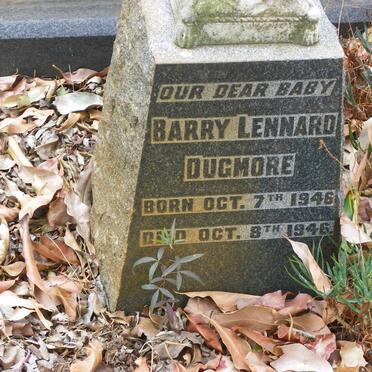 OUR DEAR BABY
BARRY LENNARD
DUGMORE
BORN OCT. 7TH 1946
DIED OCT. 8TH 1946